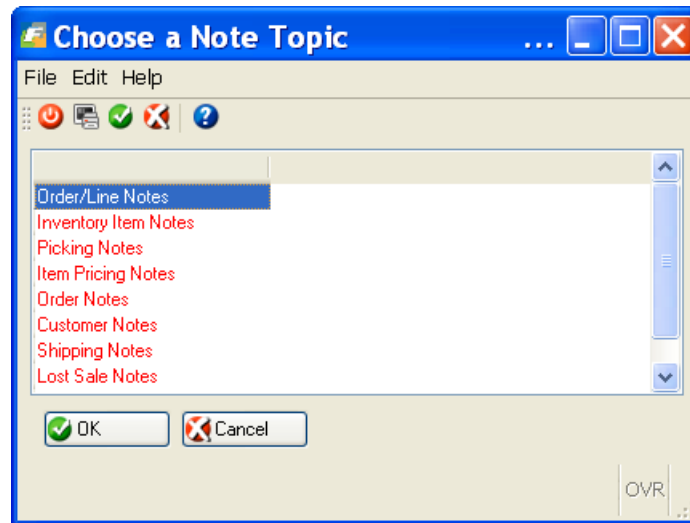 Choose a Note Topic ...
File Edit Help
Order/Line Notes
Inventory Item Notes
Picking Notes
Item Pricing Notes
Order Notes
Customer Notes
Shipping Notes
Lost Sale Notes
OK Cancel
OVR